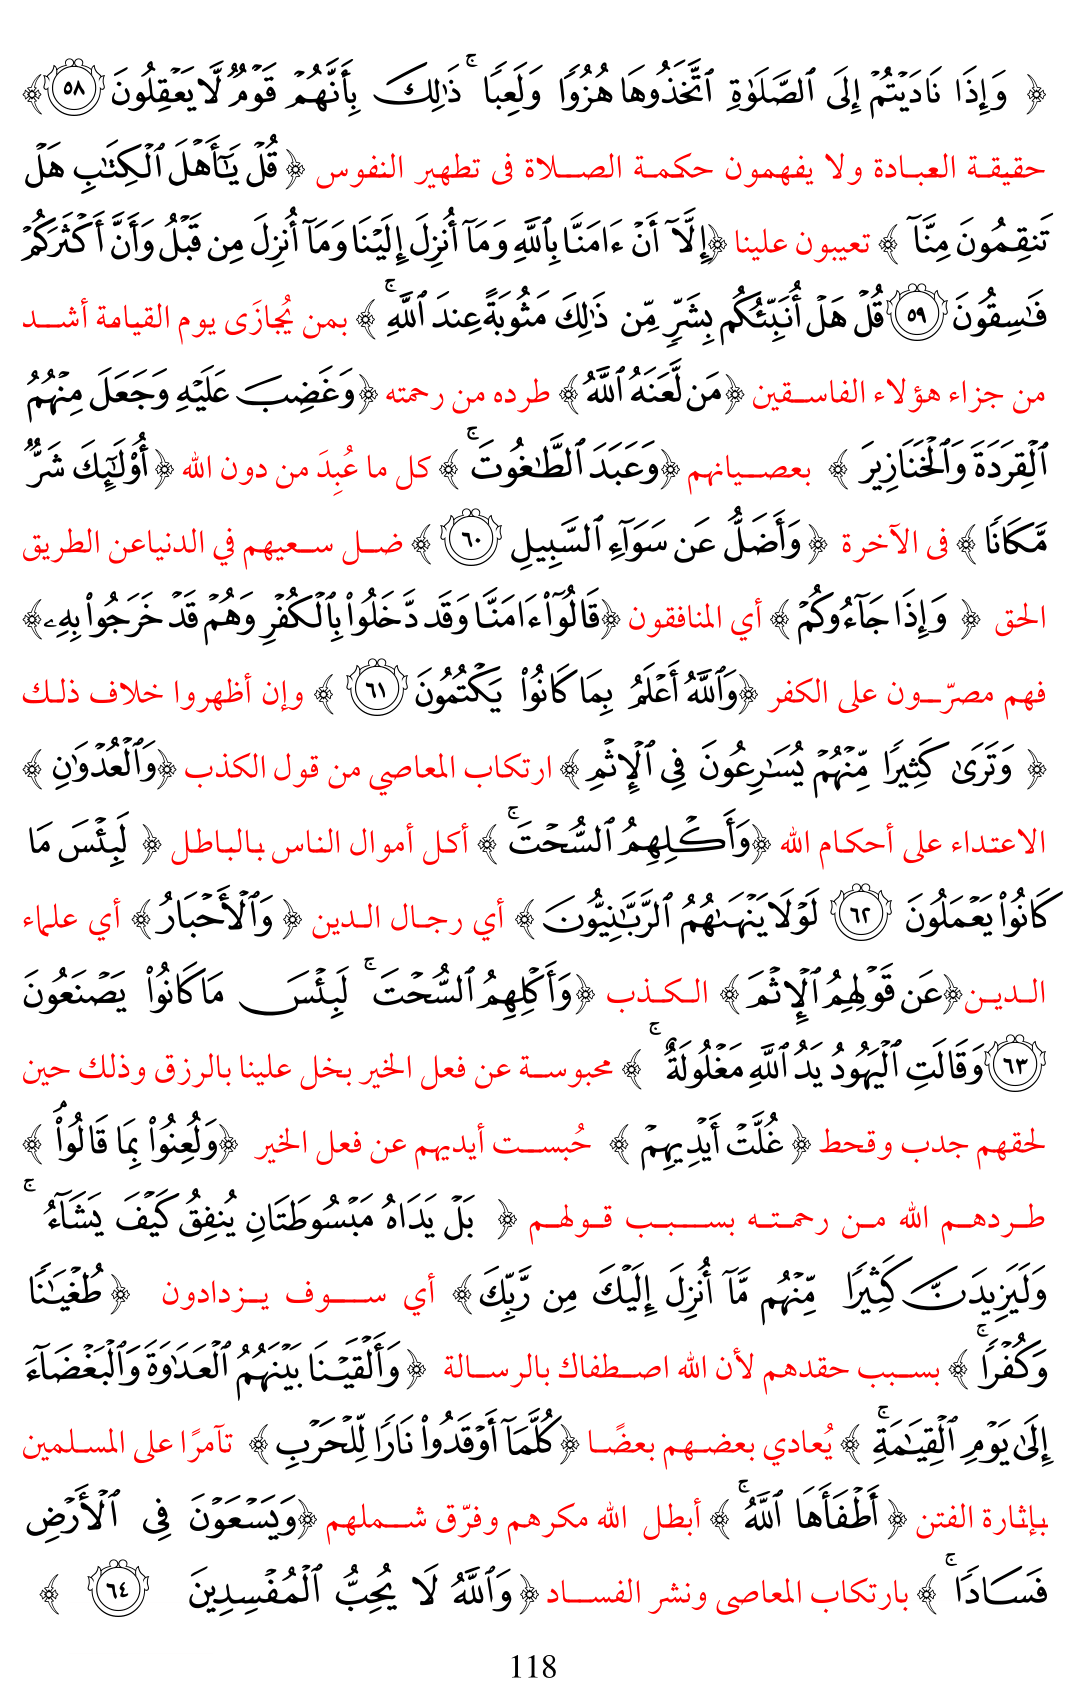 ﴿ وَإِذَا نَادَيْتُمْ إِلَى ٱلصَّلَوٰةِ ٱتَّخَذُوهَا هُزُوًا وَلَعِبًا ۚ ذَٰلِكَ بِأَنَّهُمْ قَوْمٌ لَّا يَعْقِلُونَ ٥٨ ﴾
حقيقة العبادة ولا يفهمون حكمة الصلاة فى تطهير النفوس ﴿ قُلْ يَـٰٓأَهْلَ ٱلْكِتَـٰبِ هَلْ
تَنقِمُونَ مِنَّآ ﴾ تعيبون علينا ﴿إِلَّآ أَنْ ءَامَنَّا بِٱللَّهِ وَمَآ أُنزِلَ إِلَيْنَا وَمَآ أُنزِلَ مِن قَبْلُ وَأَنَّ أَكْثَرَكُمْ
فَـٰسِقُونَ ٥٩ قُلْ هَلْ أُنَبِّئُكُم بِشَرٍّ مِّن ذَٰلِكَ مَثُوبَةً عِندَ ٱللَّهِ ۚ ﴾ بمن يُجازَى يوم القيامة أشد
من جزاء هؤلاء الفاسقين ﴿مَن لَّعَنَهُ ٱللَّهُ﴾ طرده من رحمته ﴿وَغَضِبَ عَلَيْهِ وَجَعَلَ مِنْهُمُ
ٱلْقِرَدَةَ وَٱلْخَنَازِيرَ ﴾ بعصيانهم ﴿وَعَبَدَ ٱلطَّـٰغُوتَ ۚ ﴾ كل ما عُبِدَ من دون الله ﴿ أُو۟لَـٰٓئِكَ شَرٌّ
مَّكَانًا ﴾ فى الآخرة ﴿ وَأَضَلُّ عَن سَوَآءِ ٱلسَّبِيلِ ٦٠ ﴾ ضل سعيهم في الدنياعن الطريق
الحق ﴿ وَإِذَا جَآءُوكُمْ ﴾ أي المنافقون ﴿قَالُوٓا۟ ءَامَنَّا وَقَد دَّخَلُوا۟ بِٱلْكُفْرِ وَهُمْ قَدْ خَرَجُوا۟ بِهِۦ﴾
فهم مصرّون على الكفر ﴿وَٱللَّهُ أَعْلَمُ بِمَا كَانُوا۟ يَكْتُمُونَ ٦١ ﴾ وإن أظهروا خلاف ذلك
﴿ وَتَرَىٰ كَثِيرًا مِّنْهُمْ يُسَـٰرِعُونَ فِى ٱلْإِثْمِ ﴾ ارتكاب المعاصي من قول الكذب ﴿وَٱلْعُدْوَٰنِ ﴾
الاعتداء على أحكام الله ﴿وَأَكْلِهِمُ ٱلسُّحْتَ ۚ ﴾ أكل أموال الناس بالباطل ﴿ لَبِئْسَ مَا
كَانُوا۟ يَعْمَلُونَ ٦٢ لَوْلَا يَنْهَىٰهُمُ ٱلرَّبَّـٰنِيُّونَ ﴾ أي رجال الدين ﴿ وَٱلْأَحْبَارُ ﴾ أي علماء
الدين﴿عَن قَوْلِهِمُ ٱلْإِثْمَ ﴾ الكذب ﴿وَأَكْلِهِمُ ٱلسُّحْتَ ۚ لَبِئْسَ مَا كَانُوا۟ يَصْنَعُونَ
٦٣ وَقَالَتِ ٱلْيَهُودُ يَدُ ٱللَّهِ مَغْلُولَةٌ ۚ ﴾ محبوسة عن فعل الخير بخل علينا بالرزق وذلك حين
لحقهم جدب وقحط ﴿ غُلَّتْ أَيْدِيهِمْ ﴾ حُبست أيديهم عن فعل الخير ﴿وَلُعِنُوا۟ بِمَا قَالُوا۟ ۘ ﴾
طردهم الله من رحمته بسبب قولهم ﴿ بَلْ يَدَاهُ مَبْسُوطَتَانِ يُنفِقُ كَيْفَ يَشَآءُ ۚ
وَلَيَزِيدَنَّ كَثِيرًا مِّنْهُم مَّآ أُنزِلَ إِلَيْكَ مِن رَّبِّكَ ﴾ أي سوف يزدادون ﴿ طُغْيَـٰنًا
وَكُفْرًا ۚ ﴾ بسبب حقدهم لأن الله اصطفاك بالرسالة ﴿وَأَلْقَيْنَا بَيْنَهُمُ ٱلْعَدَٰوَةَ وَٱلْبَغْضَآءَ
إِلَىٰ يَوْمِ ٱلْقِيَـٰمَةِ ۚ ﴾ يُعادي بعضهم بعضًا ﴿كُلَّمَآ أَوْقَدُوا۟ نَارًا لِّلْحَرْبِ ﴾ تآمرًا على المسلمين
بإثارة الفتن ﴿ أَطْفَأَهَا ٱللَّهُ ۚ ﴾ أبطل الله مكرهم وفرّق شملهم ﴿وَيَسْعَوْنَ فِى ٱلْأَرْضِ
فَسَادًا ۚ ﴾ بارتكاب المعاصى ونشر الفساد ﴿ وَٱللَّهُ لَا يُحِبُّ ٱلْمُفْسِدِينَ ٦٤ ﴾
118